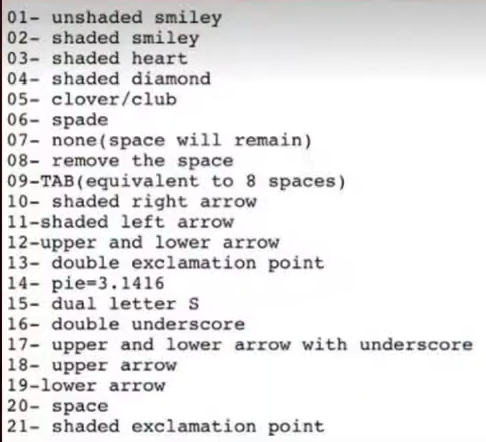 01- unshaded smiley
02- shaded smiley
03- shaded heart
04- shaded diamond
05- clover/club
06- spade
07- none(space will remain)
08- remove the space
09-TAB(equivalent to 8 spaces)
10- shaded right arrow
11-shaded left arrow
12-upper and lower arrow
13- double exclamation point
14- pie=3.1416
15- dual letter S
16- double underscore
17- upper and lower arrow with underscore
18- upper arrow
19-lower arrow
20- space
21- shaded exclamation point